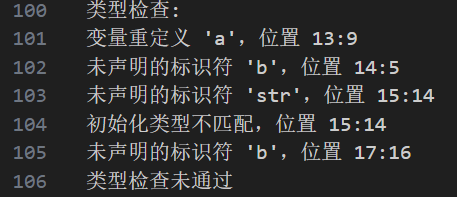 100 类型检查:
101 变量重定义 'a', 位置 13:9
102 未声明的标识符 'b', 位置 14:5
103 未声明的标识符 'str', 位置 15:14
104 初始化类型不匹配, 位置 15:14
105 未声明的标识符 'b', 位置 17:16
106 类型检查未通过